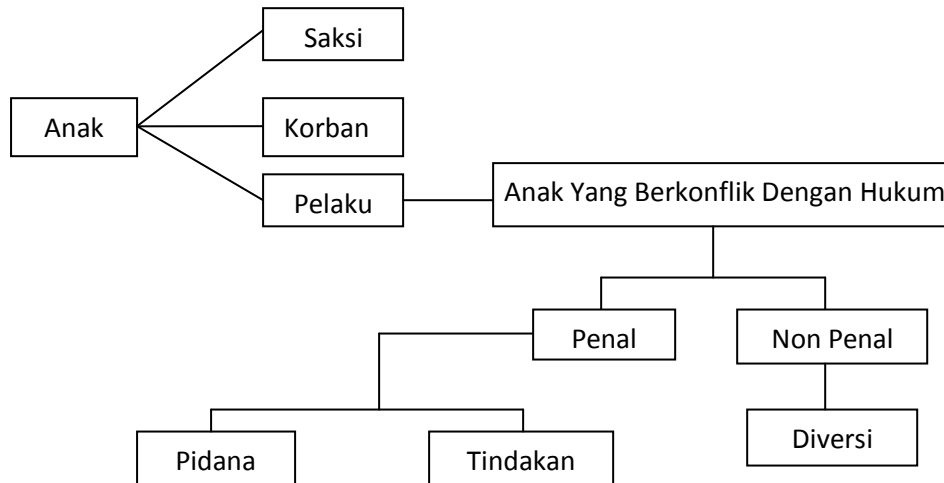 Saksi
Anak
Korban
Pelaku
Anak Yang Berkonflik Dengan Hukum
Penal
Non Penal
Pidana
Tindakan
Diversi